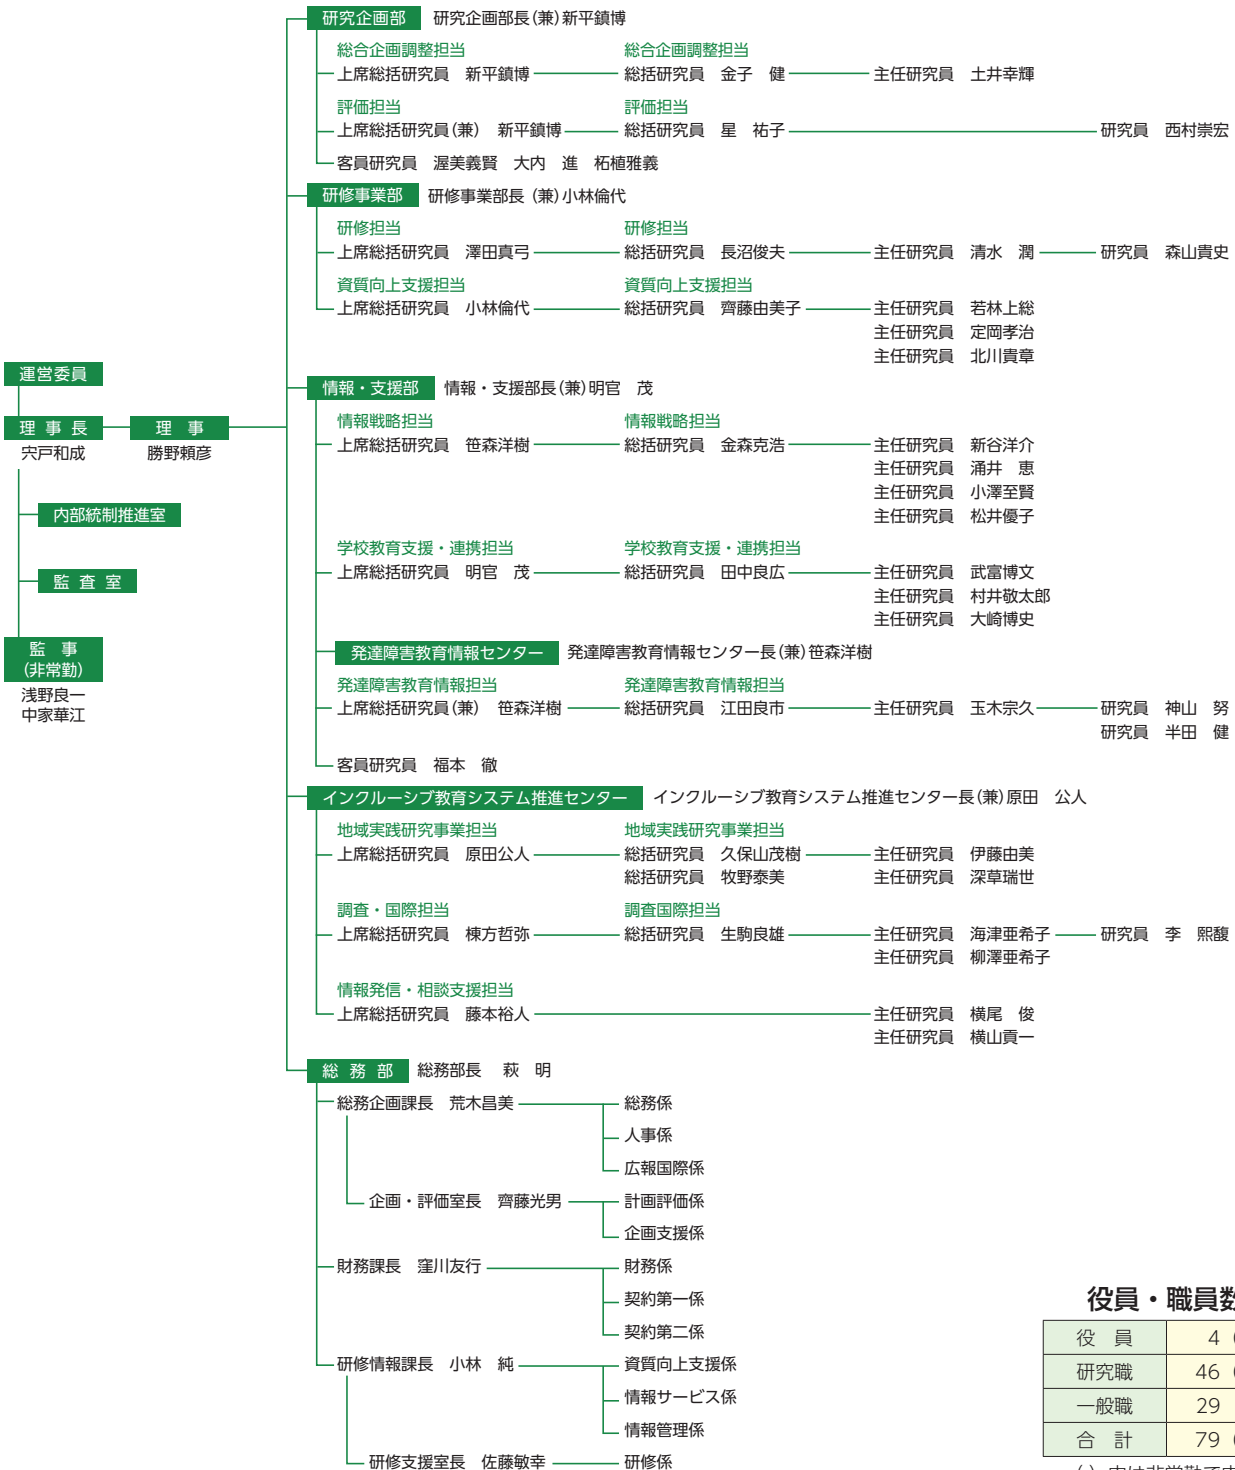 研究企画部　研究企画部長(兼)新平鎮博
総合企画調整担当　総合企画調整担当
上席総括研究員　新平鎮博　総括研究員　金子　健　主任研究員　土井幸輝
評価担当　評価担当
上席総括研究員(兼)　新平鎮博　総括研究員　星　祐子　研究員　西村崇宏
客員研究員　渥美義賢　大内　進　柘植雅義
研修事業部　研修事業部長 (兼)小林倫代
研修担当　研修担当
上席総括研究員　澤田真弓　総括研究員　長沼俊夫　主任研究員　清水　潤　研究員　森山貴史
資質向上支援担当　資質向上支援担当
上席総括研究員　小林倫代　総括研究員　齊藤由美子　主任研究員　若林上総
主任研究員　定岡孝治
主任研究員　北川貴章
運営委員
情報・支援部　情報・支援部長(兼)明官　茂
理 事 長　理　事
宍戸和成　勝野頼彦
情報戦略担当　情報戦略担当
上席総括研究員　笹森洋樹　総括研究員　金森克浩　主任研究員　新谷洋介
主任研究員　涌井　恵
主任研究員　小澤至賢
主任研究員　松井優子
内部統制推進室
学校教育支援・連携担当　学校教育支援・連携担当
上席総括研究員　明官　茂　総括研究員　田中良広　主任研究員　武富博文
主任研究員　村井敬太郎
主任研究員　大崎博史
監 査 室
監　事
(非常勤)
浅野良一
中家華江
発達障害教育情報センター　発達障害教育情報センター長(兼)笹森洋樹
発達障害教育情報担当　発達障害教育情報担当
上席総括研究員(兼)　笹森洋樹　総括研究員　江田良市　主任研究員　玉木宗久　研究員　神山　努
研究員　半田　健
客員研究員　福本　徹
インクルーシブ教育システム推進センター　インクルーシブ教育システム推進センター長(兼)原田　公人
地域実践研究事業担当　地域実践研究事業担当
上席総括研究員　原田公人　総括研究員　久保山茂樹　主任研究員　伊藤由美
総括研究員　牧野泰美　主任研究員　深草瑞世
調査・国際担当　調査国際担当
上席総括研究員　棟方哲弥　総括研究員　生駒良雄　主任研究員　海津亜希子　研究員　李　熙馥
主任研究員　柳澤亜希子
情報発信・相談支援担当
上席総括研究員　藤本裕人　主任研究員　横尾　俊
主任研究員　横山貢一
総 務 部　総務部長　萩　明
総務企画課長　荒木昌美　総務係
人事係
広報国際係
企画・評価室長　齊藤光男　計画評価係
企画支援係
財務課長　窪川友行　財務係
契約第一係
契約第二係
研修情報課長　小林　純　資質向上支援係
情報サービス係
情報管理係
研修支援室長　佐藤敏幸　研修係
役員・職員数
役　員　4 (
研究職　46 (
一般職　29
合　計　79 (